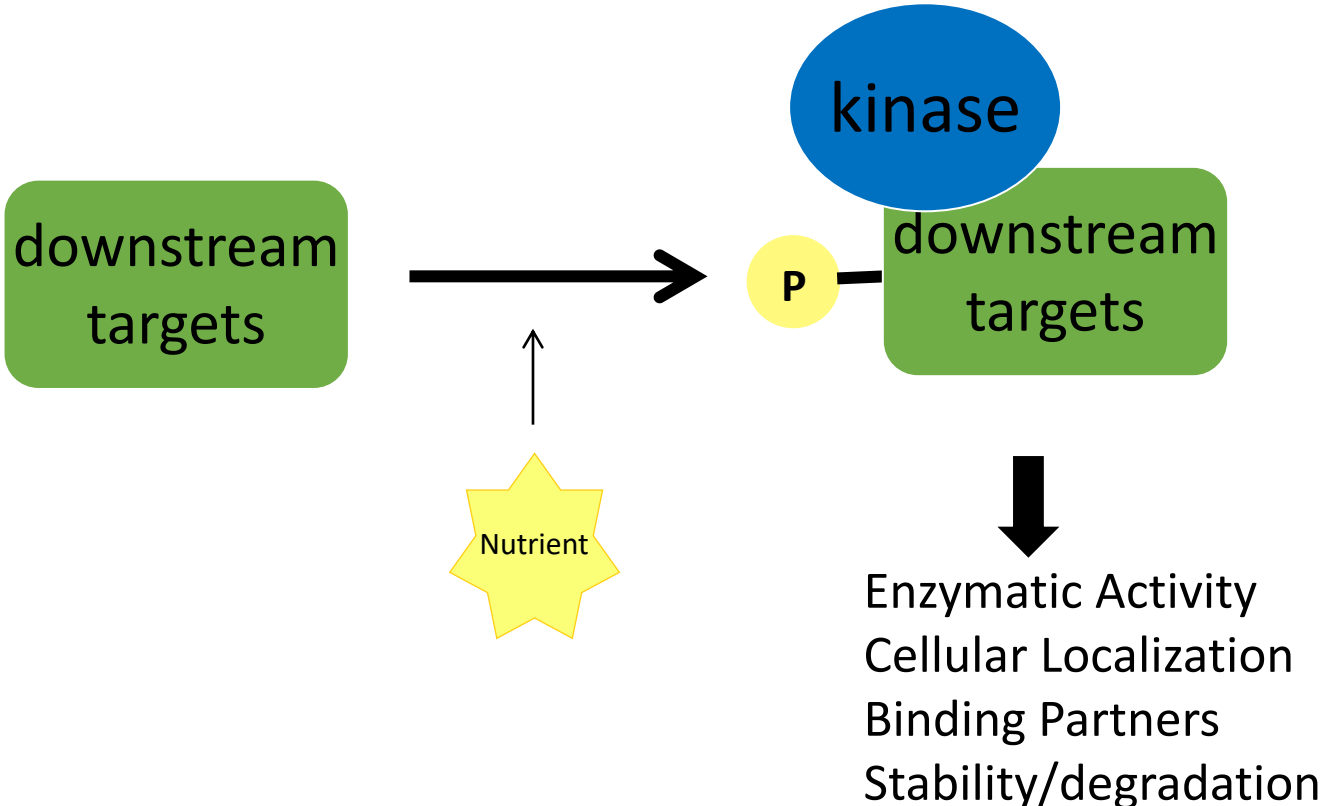 kinase
downstream
targets
P
downstream
targets
Nutrient
Enzymatic Activity
Cellular Localization
Binding Partners
Stability/degradation